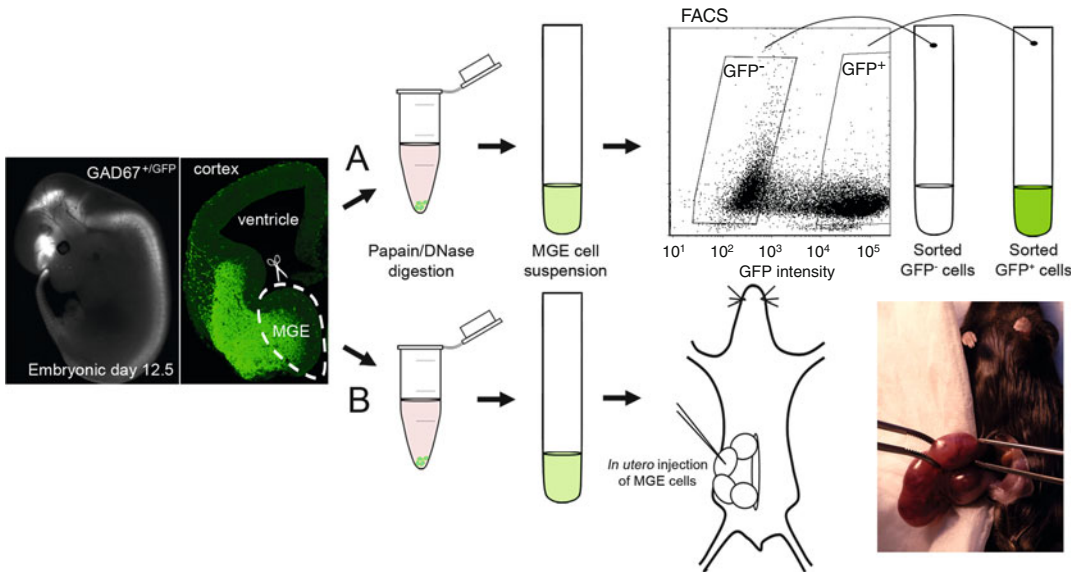 FACS
GFP⁻
GFP⁺
GAD67⁺/ᴳᶠᴾ
cortex
A
ventricle
MGE
Embryonic day 12.5
Papain/DNase
digestion
MGE cell
suspension
10¹ 10² 10³ 10⁴ 10⁵
GFP intensity
Sorted
GFP⁻ cells
Sorted
GFP⁺ cells
B
In utero injection
of MGE cells